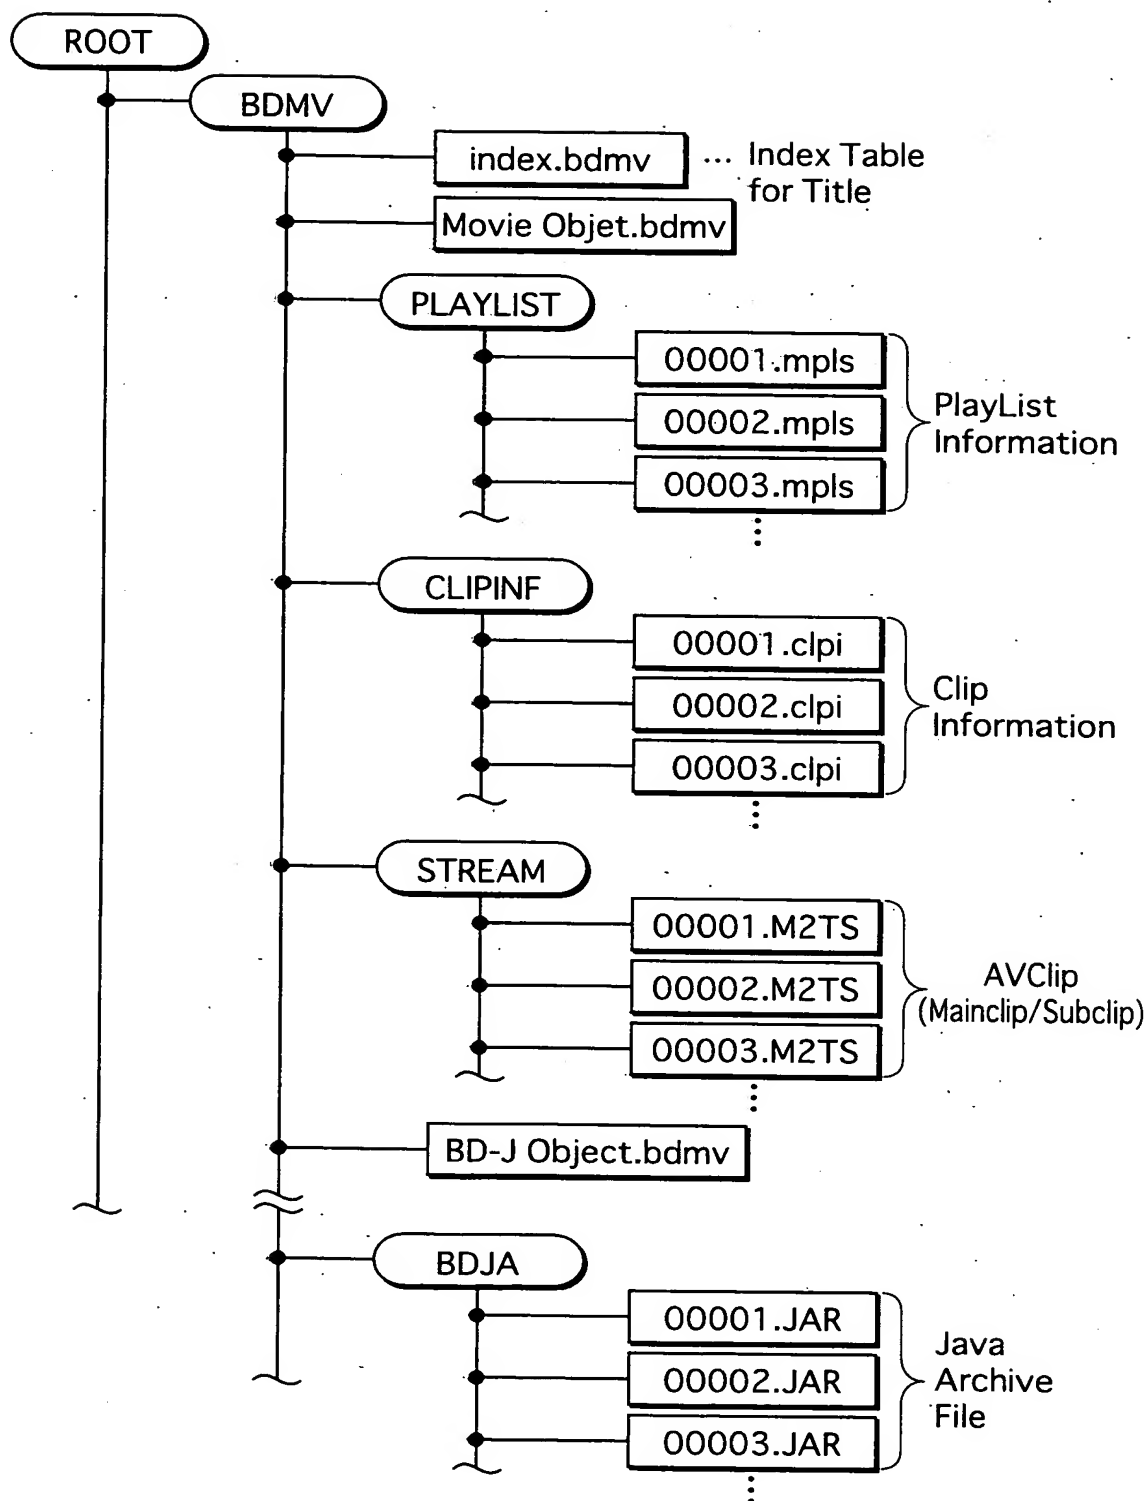 ROOT
BDMV
index.bdmv ... Index Table
for Title
Movie Objet.bdmv
PLAYLIST
00001.mpls
00002.mpls
00003.mpls
PlayList
Information
CLIPINF
00001.clpi
00002.clpi
00003.clpi
Clip
Information
STREAM
00001.M2TS
00002.M2TS
00003.M2TS
AVClip
(Mainclip/Subclip)
BD-J Object.bdmv
BDJA
00001.JAR
00002.JAR
00003.JAR
Java
Archive
File